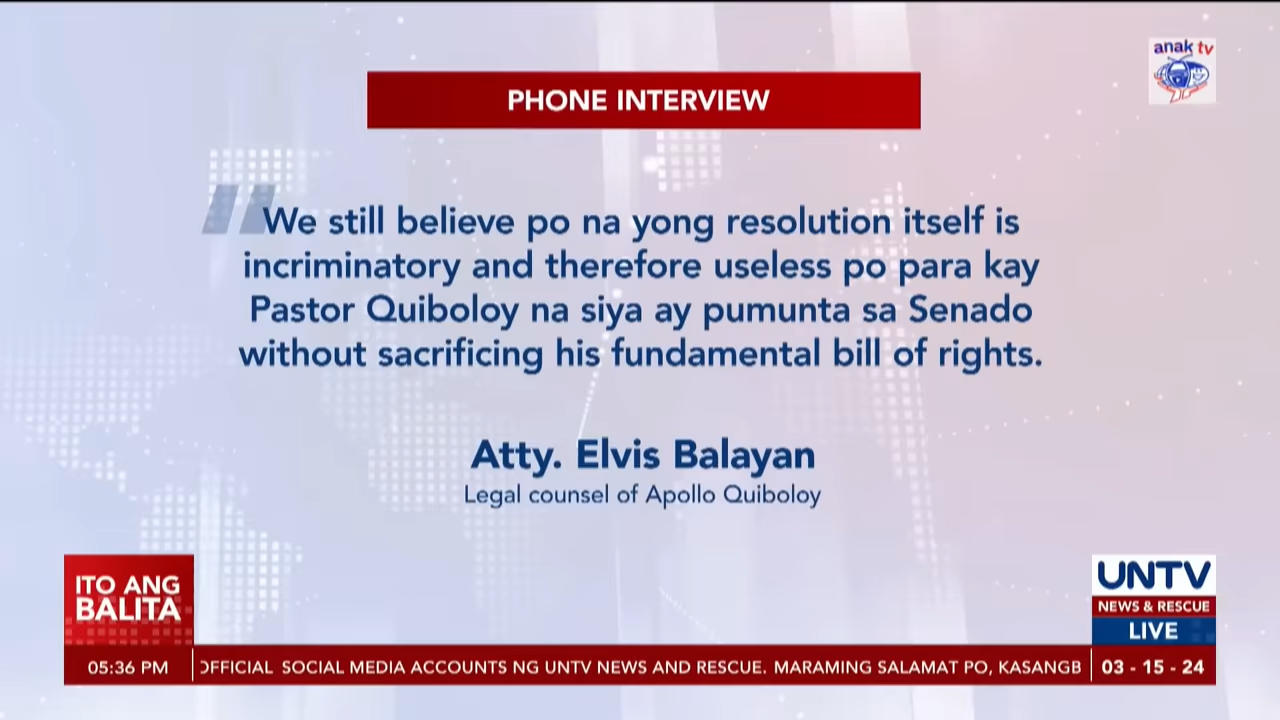 anak tv
PHONE INTERVIEW
"We still believe po na yong resolution itself is
incriminatory and therefore useless po para kay
Pastor Quiboloy na siya ay pumunta sa Senado
without sacrificing his fundamental bill of rights.
Atty. Elvis Balayan
Legal counsel of Apollo Quiboloy
ITO ANG
BALITA
UNTV
NEWS & RESCUE
LIVE
05:36 PM
OFFICIAL SOCIAL MEDIA ACCOUNTS NG UNTV NEWS AND RESCUE. MARAMING SALAMAT PO, KASANGB
03 - 15 - 24